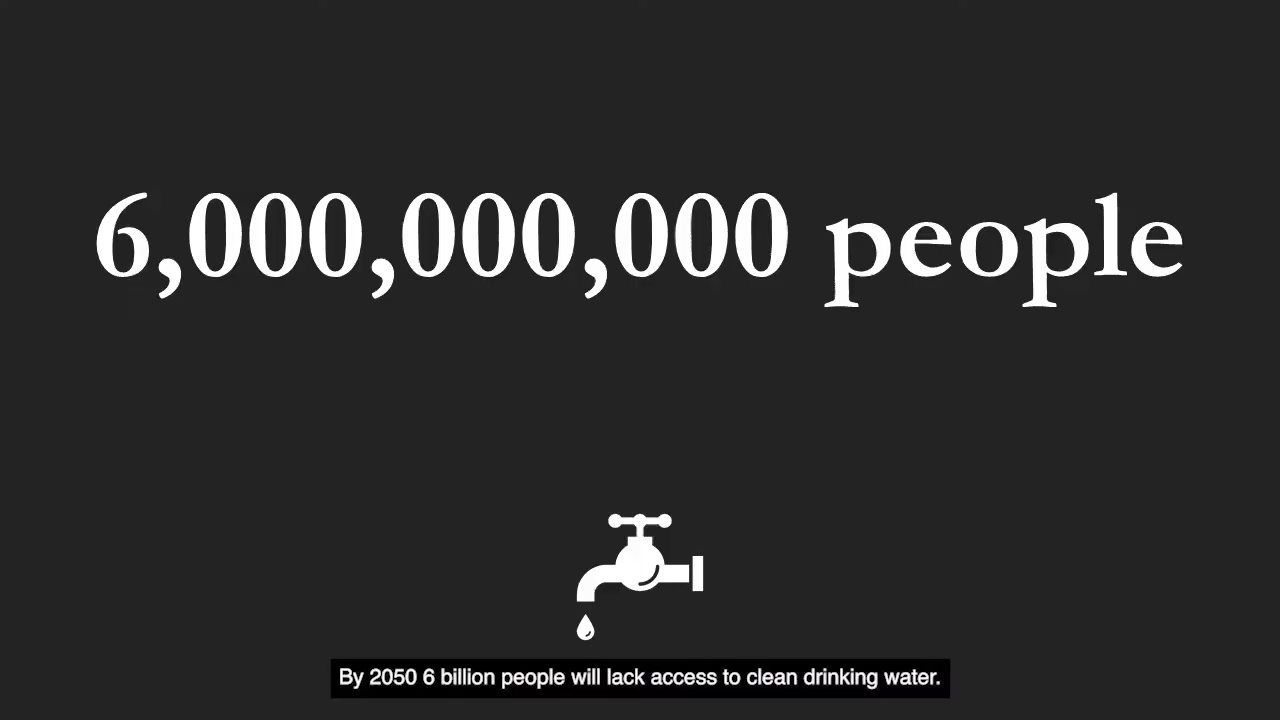 6,000,000,000 people
By 2050 6 billion people will lack access to clean drinking water.